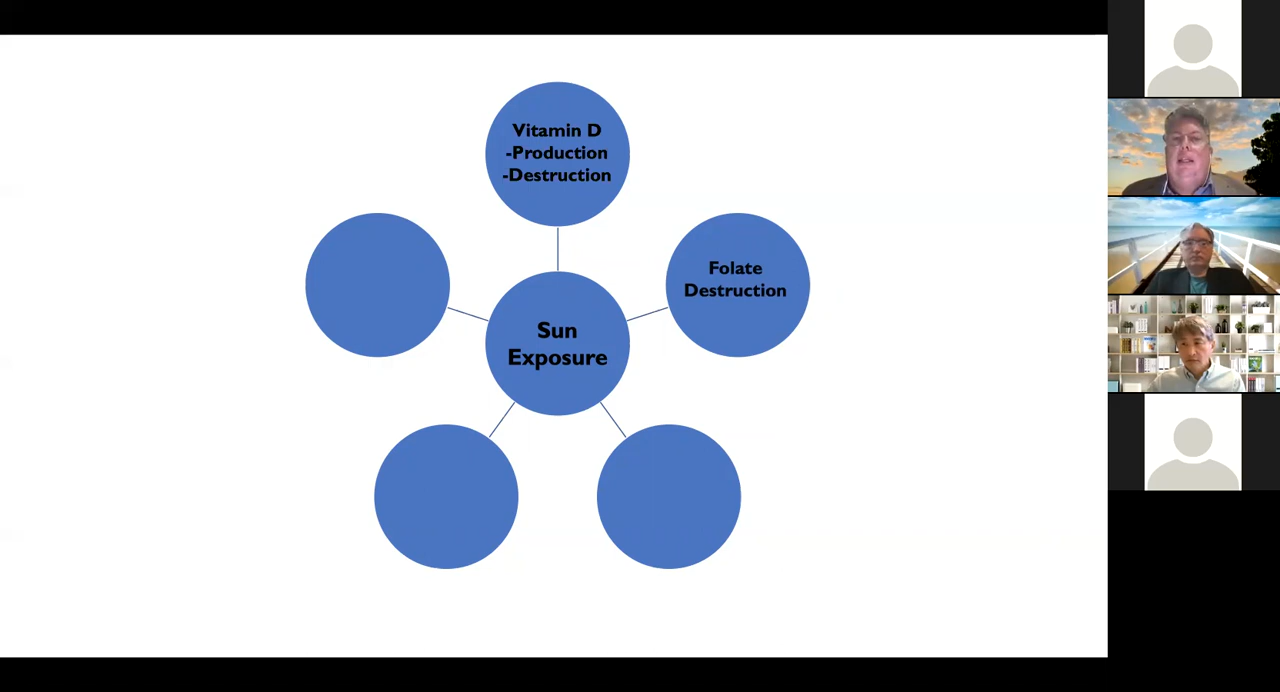 Vitamin D
-Production
-Destruction
Folate
Destruction
Sun
Exposure